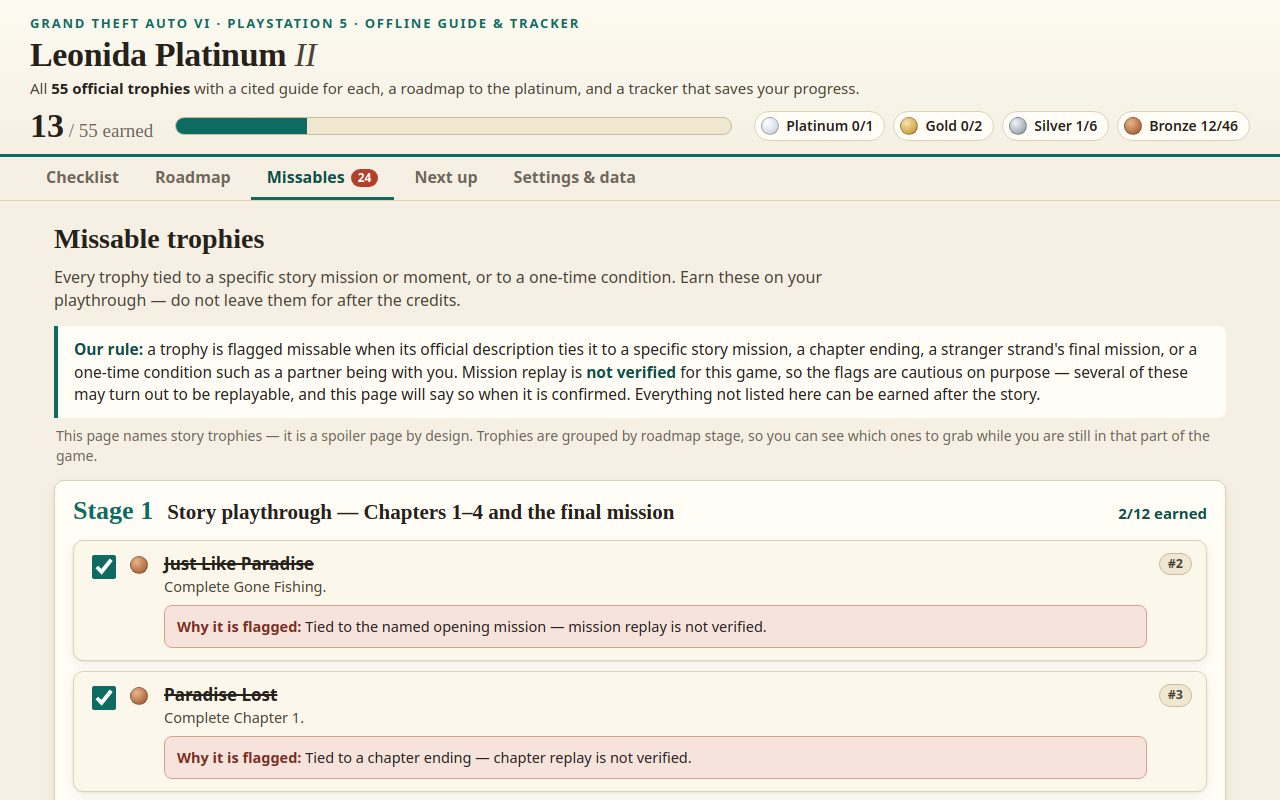 GRAND THEFT AUTO VI · PLAYSTATION 5 · OFFLINE GUIDE & TRACKER
Leonida Platinum II
All 55 official trophies with a cited guide for each, a roadmap to the platinum, and a tracker that saves your progress.
13 / 55 earned
Platinum 0/1
Gold 0/2
Silver 1/6
Bronze 12/46
Checklist
Roadmap
Missables 24
Next up
Settings & data
Missable trophies
Every trophy tied to a specific story mission or moment, or to a one-time condition. Earn these on your
playthrough — do not leave them for after the credits.
Our rule: a trophy is flagged missable when its official description ties it to a specific story mission, a chapter ending, a stranger strand's final mission, or a
one-time condition such as a partner being with you. Mission replay is not verified for this game, so the flags are cautious on purpose — several of these
may turn out to be replayable, and this page will say so when it is confirmed. Everything not listed here can be earned after the story.
This page names story trophies — it is a spoiler page by design. Trophies are grouped by roadmap stage, so you can see which ones to grab while you are still in that part of the
game.
Stage 1 Story playthrough — Chapters 1–4 and the final mission
2/12 earned
Just Like Paradise
#2
Complete Gone Fishing.
Why it is flagged: Tied to the named opening mission — mission replay is not verified.
Paradise Lost
#3
Complete Chapter 1.
Why it is flagged: Tied to a chapter ending — chapter replay is not verified.